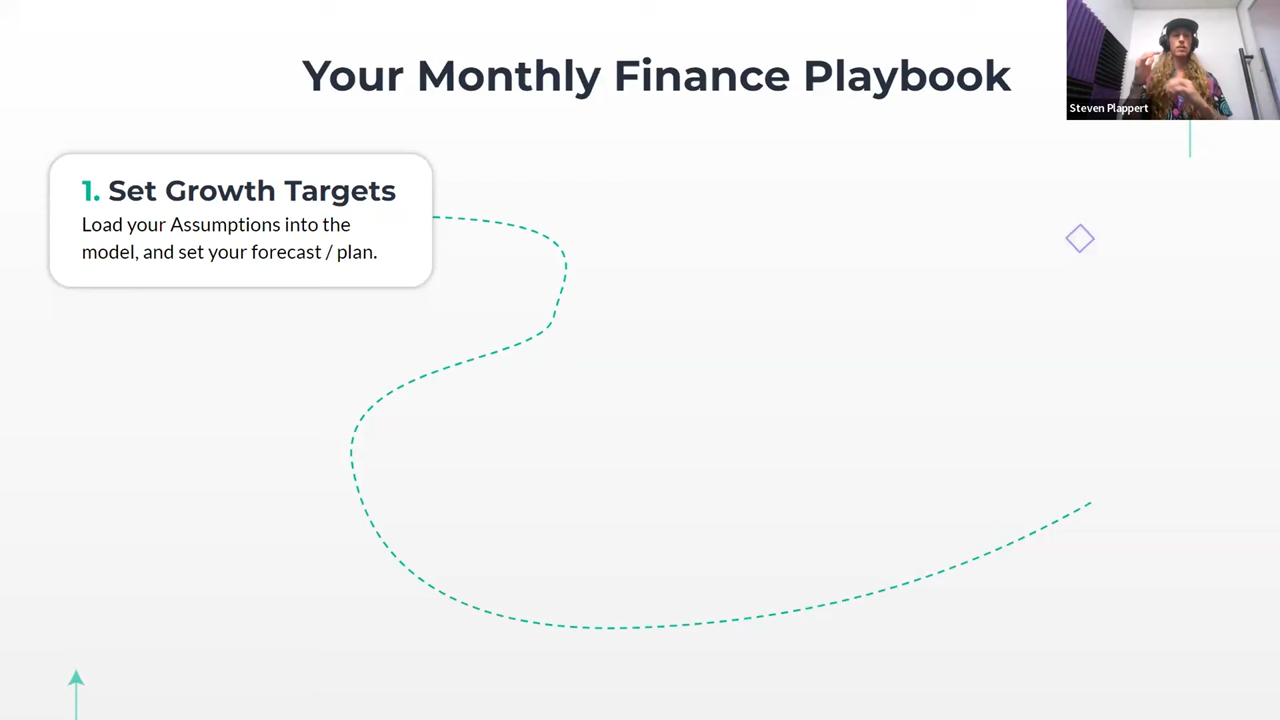 Your Monthly Finance Playbook
Steven Plappert
1. Set Growth Targets
Load your Assumptions into the
model, and set your forecast / plan.